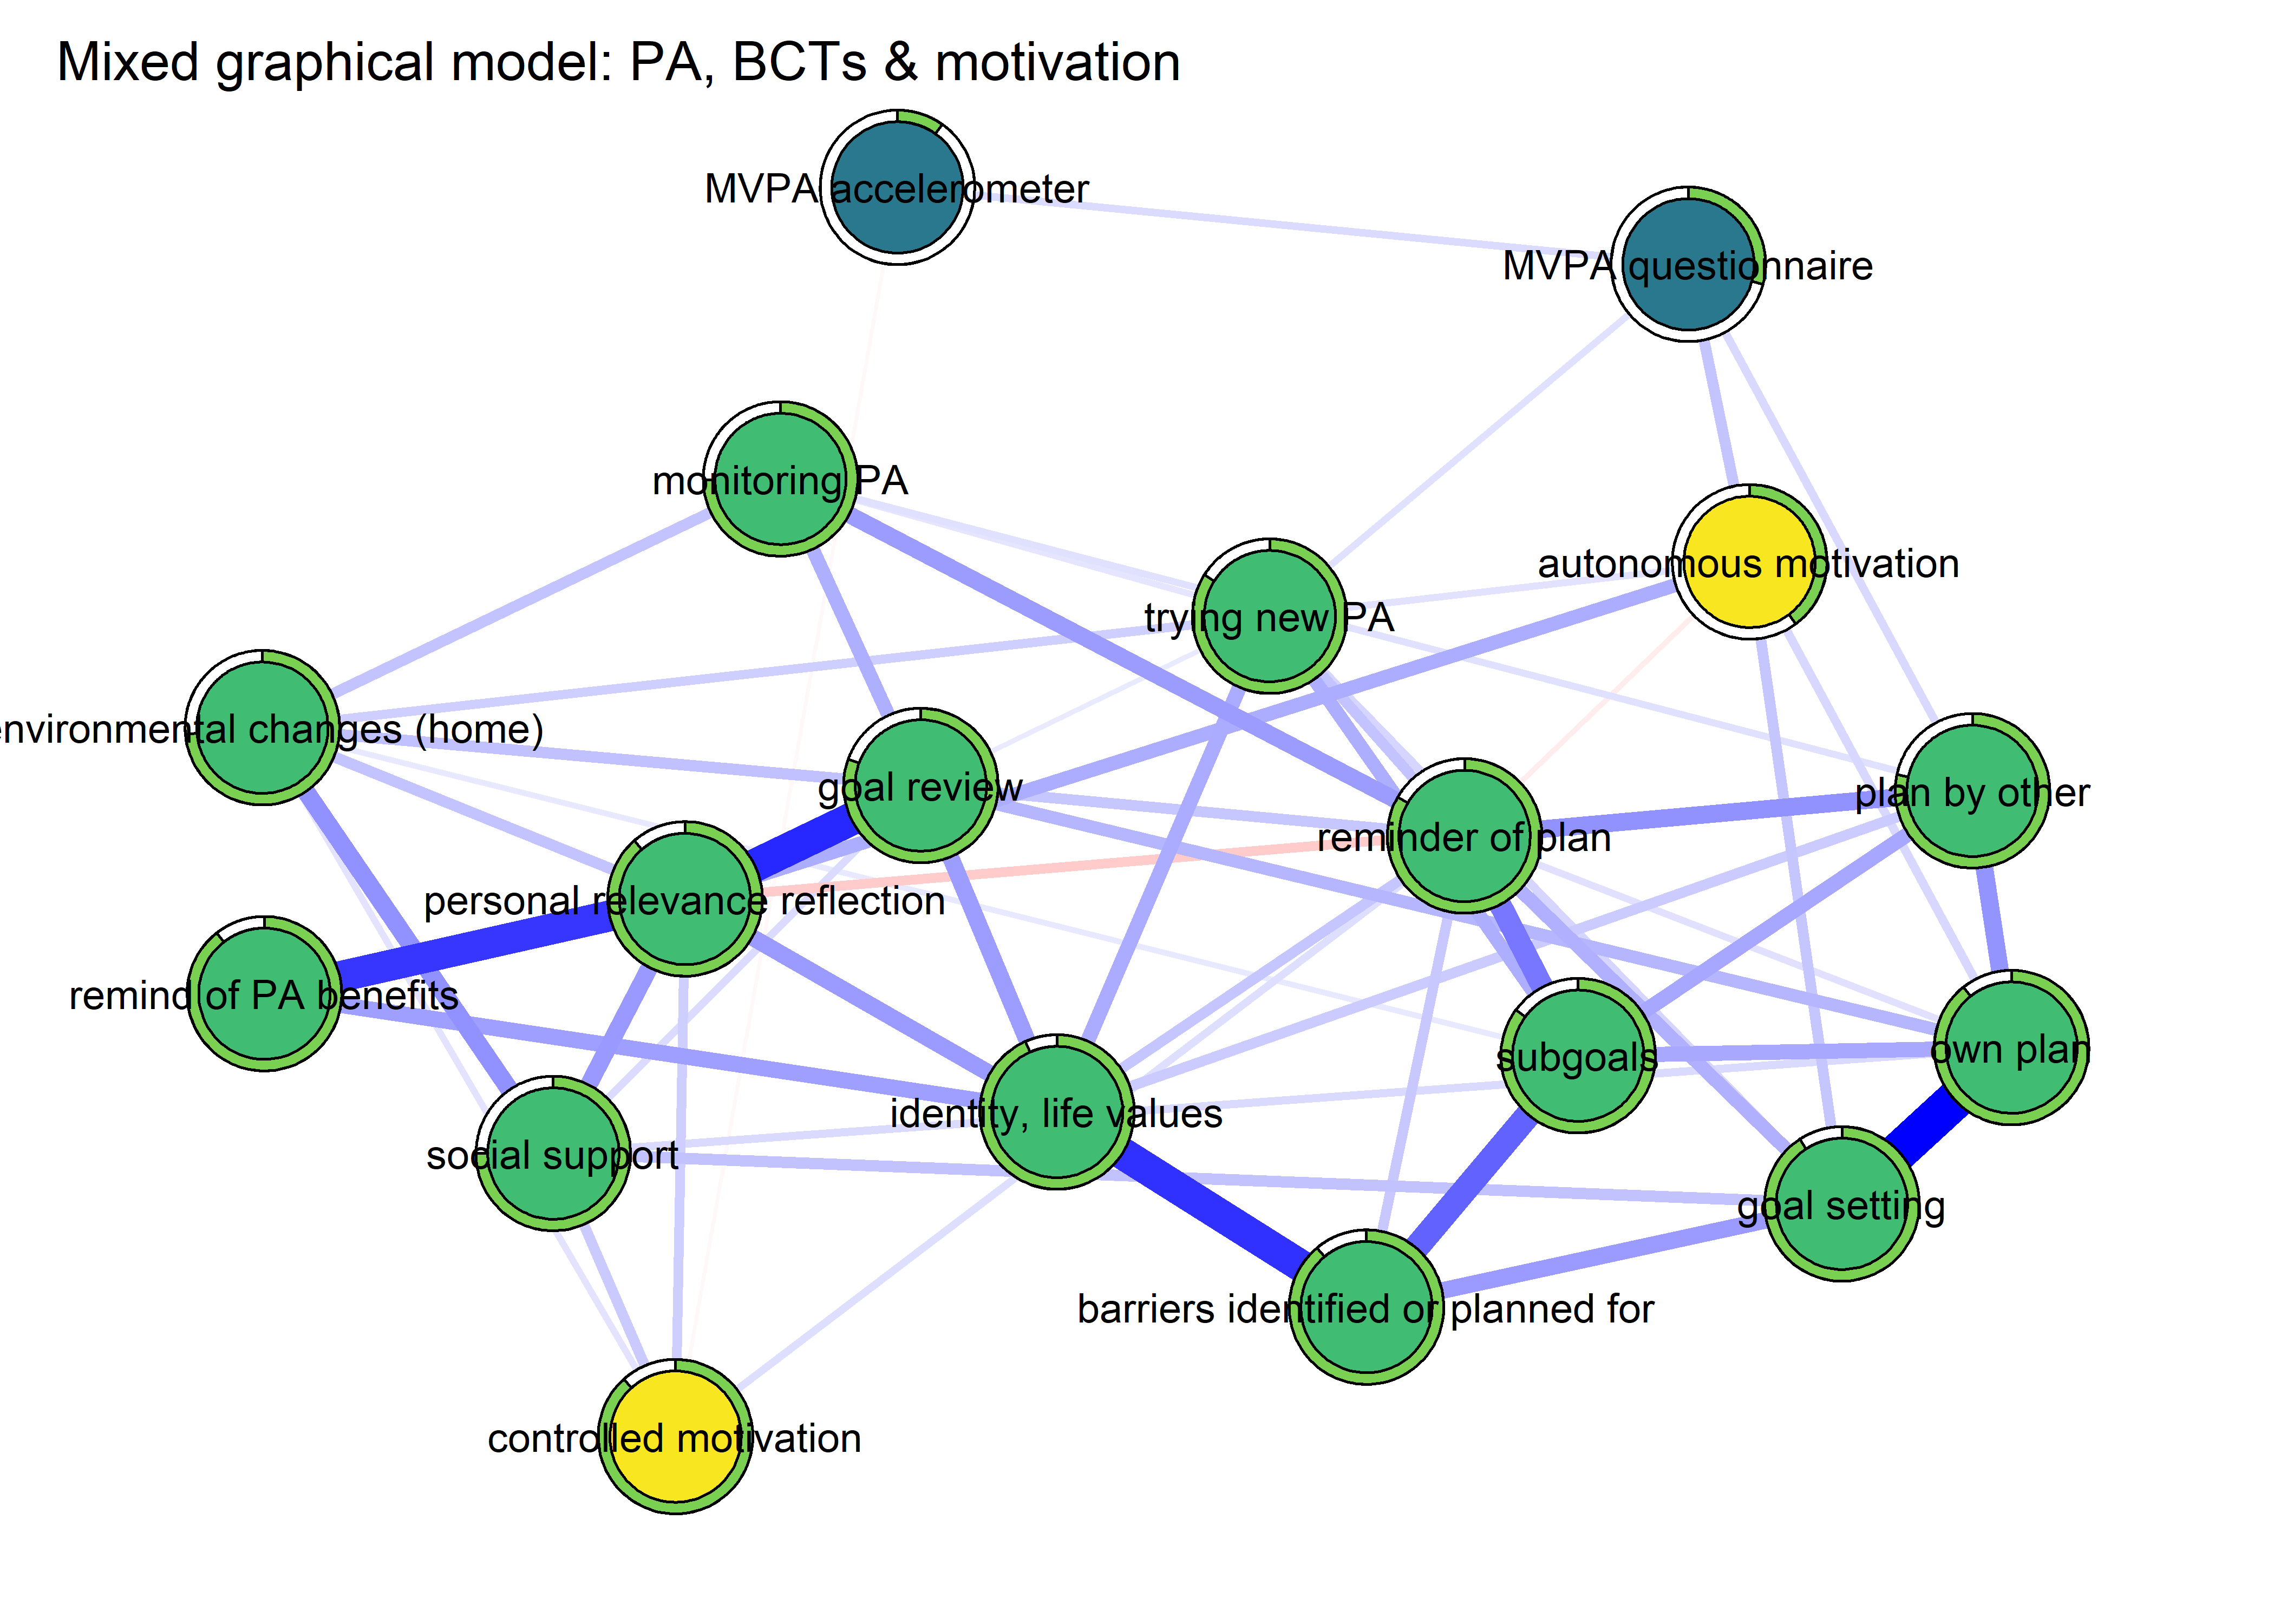 Mixed graphical model: PA, BCTs & motivation
MVPA accelerometer
MVPA questionnaire
monitoring PA
autonomous motivation
trying new PA
nvironmental changes (home)
goal review
plan by other
reminder of plan
personal relevance reflection
remind of PA benefits
own plan
subgoals
identity, life values
social support
goal setting
barriers identified or planned for
controlled motivation